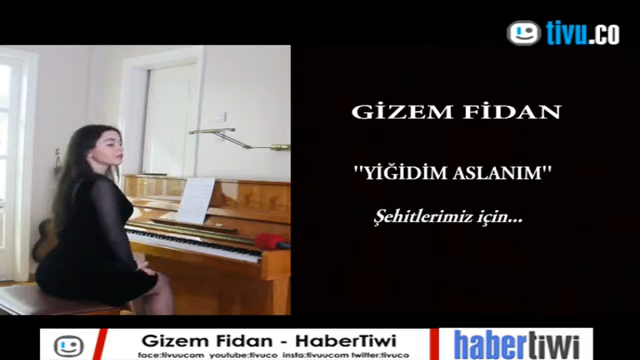 tivu.co
GİZEM FİDAN
"YİĞİDİM ASLANIM"
Şehitlerimiz için...
Gizem Fidan - HaberTiwi
face:tivuucom youtube:tivuco insta:tivuucom twitter:tivuco
habertiwi